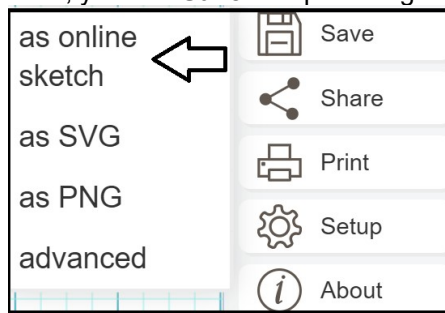 as online
sketch
as SVG
as PNG
advanced
Save
Share
Print
Setup
About